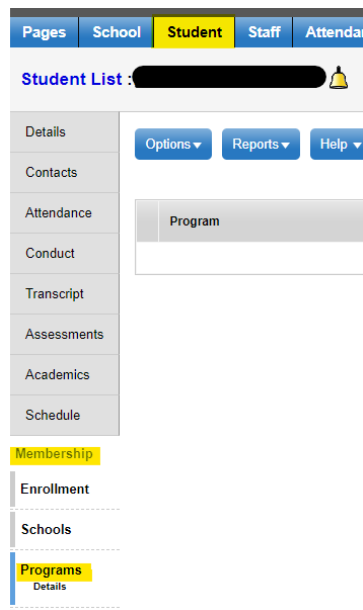 Pages School Student Staff Attendan
Student List :
Details
Options Reports Help
Contacts
Attendance
Program
Conduct
Transcript
Assessments
Academics
Schedule
Membership
Enrollment
Schools
Programs
Details